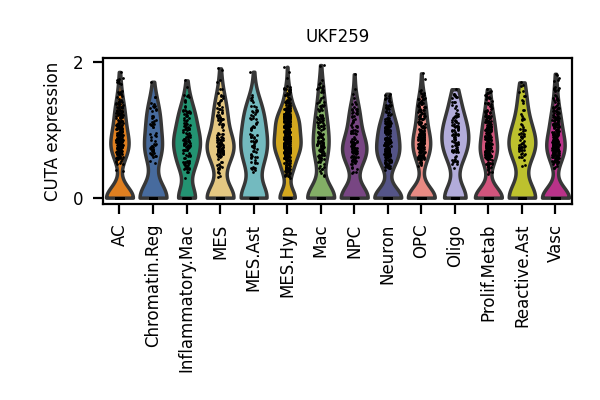 UKF259
CUTA expression
2
0
AC
Chromatin.Reg
Inflammatory.Mac
MES
MES.Ast
MES.Hyp
Mac
NPC
Neuron
OPC
Oligo
Prolif.Metab
Reactive.Ast
Vasc